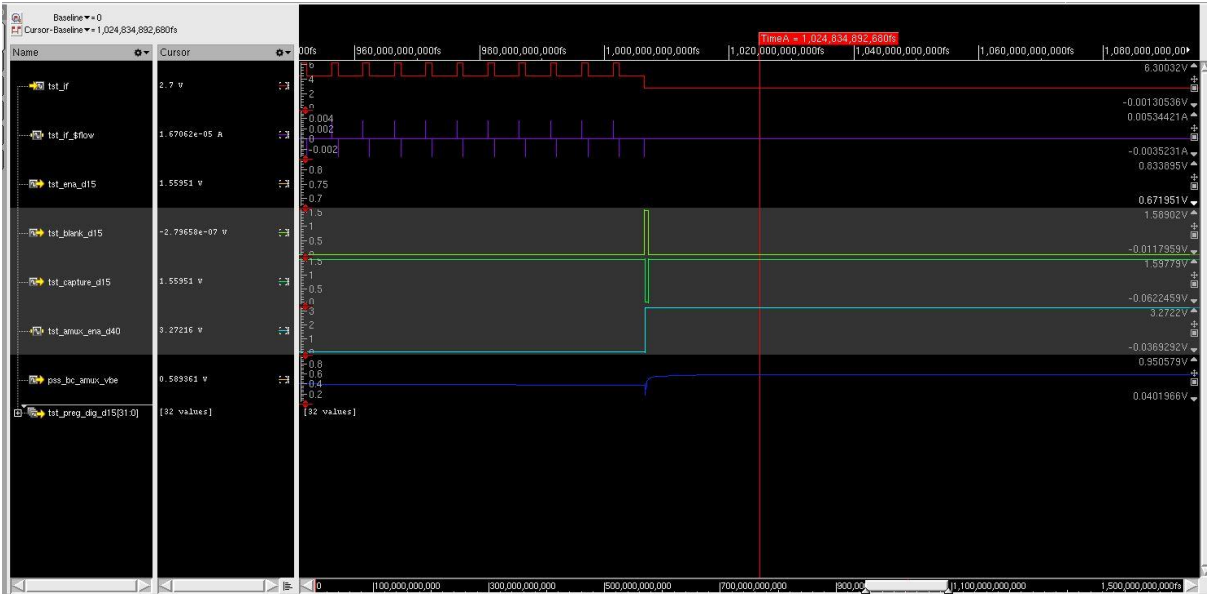 Baseline ▾= 0
Cursor-Baseline ▾= 1,024,834,892,680fs
TimeA = 1,024,834,892,680fs
Name Cursor 00fs |960,000,000,000fs |980,000,000,000fs |1,000,000,000,000fs |1,020,000,000,000fs |1,040,000,000,000fs |1,060,000,000,000fs |1,080,000,000,00
6.30032V
4
tst_if 2.7 V
2
-0.00130536V
0.004 0.00534421A
0.002
tst_if_$flow 1.67062e-05 A 0
-0.002 -0.0035231A
0.8 0.833895V
tst_ena_d15 1.55951 V 0.75
0.7 0.671951V
1.5 1.58902V
1
tst_blank_d15 -2.79658e-07 V 0.5
-0.0117959V
1.5 1.59779V
1
tst_capture_d15 1.55951 V 0.5
0 -0.0622459V
3 3.2722V
2
tst_amux_ena_d40 3.27216 V 1
-0.0369292V
0.8 0.950579V
0.6
pss_bc_amux_vbe 0.589361 V 0.4
0.2 0.0401966V
tst_preg_dig_d15[31:0] [32 values] [32 values]
0 |100,000,000,000 |300,000,000,000 |500,000,000,000 |700,000,000,000 |900,00 |1,100,000,000,000 1,500,000,000,000fs